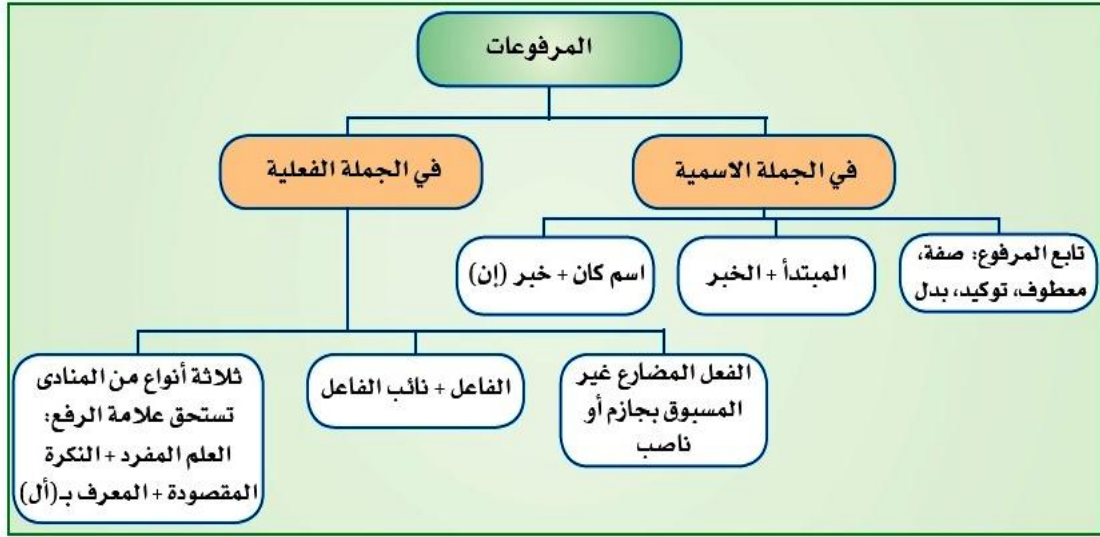 المرفوعات
في الجملة الاسمية
في الجملة الفعلية
تابع المرفوع: صفة،
معطوف، توكيد، بدل
المبتدأ + الخبر
اسم كان + خبر (إن)
الفعل المضارع غير
المسبوق بجازم أو
ناصب
الفاعل + نائب الفاعل
ثلاثة أنواع من المنادى
تستحق علامة الرفع:
العلم المفرد + النكرة
المقصودة + المعرف بـ(أل)